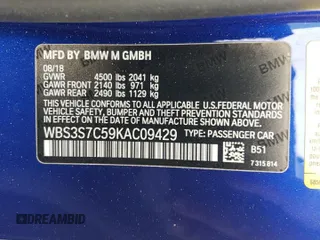 MFD BY BMW M GMBH
08/18
GVWR 4500 lbs 2041 kg
GAWR FRONT 2140 lbs 971 kg
GAWR REAR 2490 lbs 1129 kg
THIS VEHICLE CONFORMS TO ALL APPLICABLE
U.S.FEDERAL MOTOR VEHICLE SAFETY,
BUMPER, AND THEFT PREVENTION STANDARDS
IN EFFECT ON THE DATE OF MANUFACTURE
SHOWN ABOVE.
WBS3S7C59KAC09429 TYPE: PASSENGER CAR
B51
7 315 814
© DREAMBID